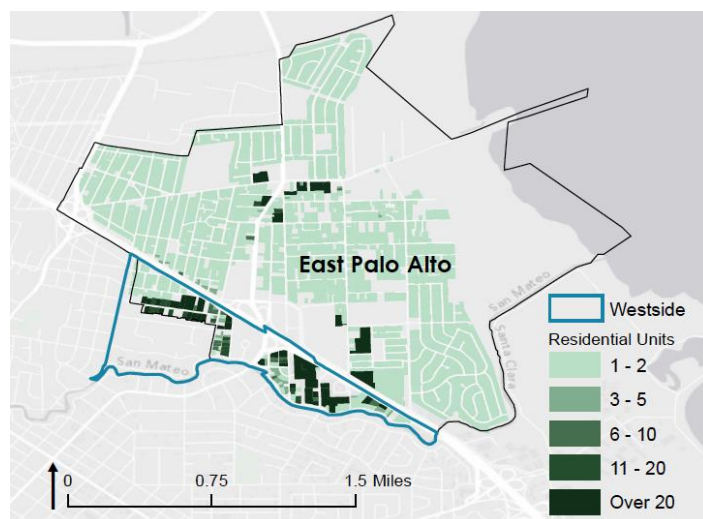 East Palo Alto
San Mateo
Santa Clara
San Mateo
Westside
Residential Units
1 - 2
3 - 5
6 - 10
11 - 20
Over 20
0 0.75 1.5 Miles